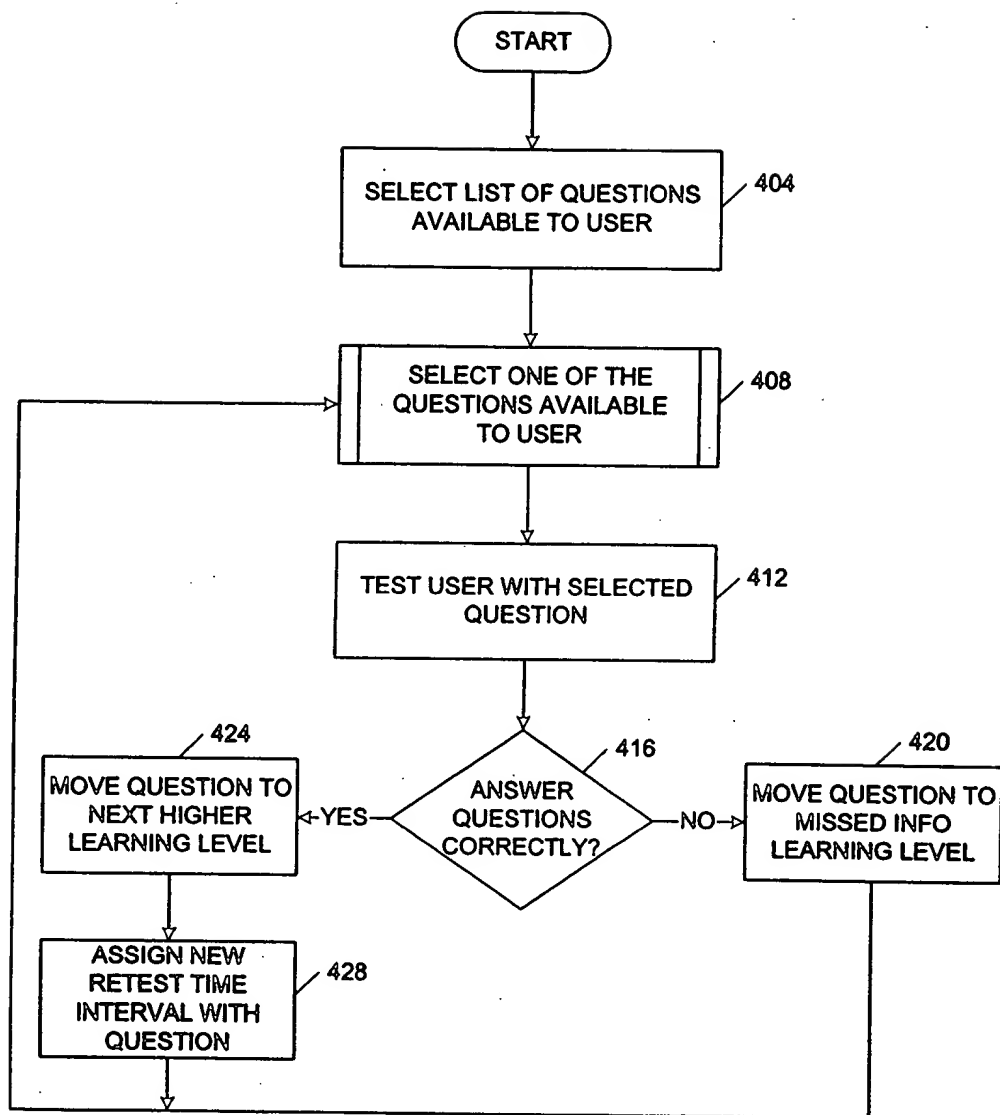 START
SELECT LIST OF QUESTIONS
AVAILABLE TO USER
404
SELECT ONE OF THE
QUESTIONS AVAILABLE
TO USER
408
TEST USER WITH SELECTED
QUESTION
412
424
MOVE QUESTION TO
NEXT HIGHER
LEARNING LEVEL
YES
416
ANSWER
QUESTIONS
CORRECTLY?
NO
420
MOVE QUESTION TO
MISSED INFO
LEARNING LEVEL
ASSIGN NEW
RETEST TIME
INTERVAL WITH
QUESTION
428